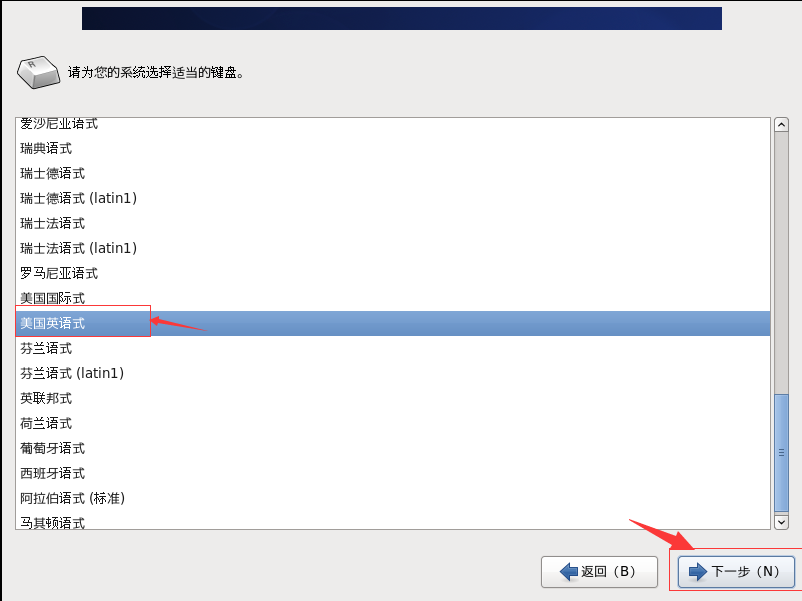 请为您的系统选择适当的键盘。
爱沙尼亚语式
瑞典语式
瑞士德语式
瑞士德语式 (latin1)
瑞士法语式
瑞士法语式 (latin1)
罗马尼亚语式
美国国际式
美国英语式
芬兰语式
芬兰语式 (latin1)
英联邦式
荷兰语式
葡萄牙语式
西班牙语式
阿拉伯语式 (标准)
马其顿语式
返回（B） 下一步（N）